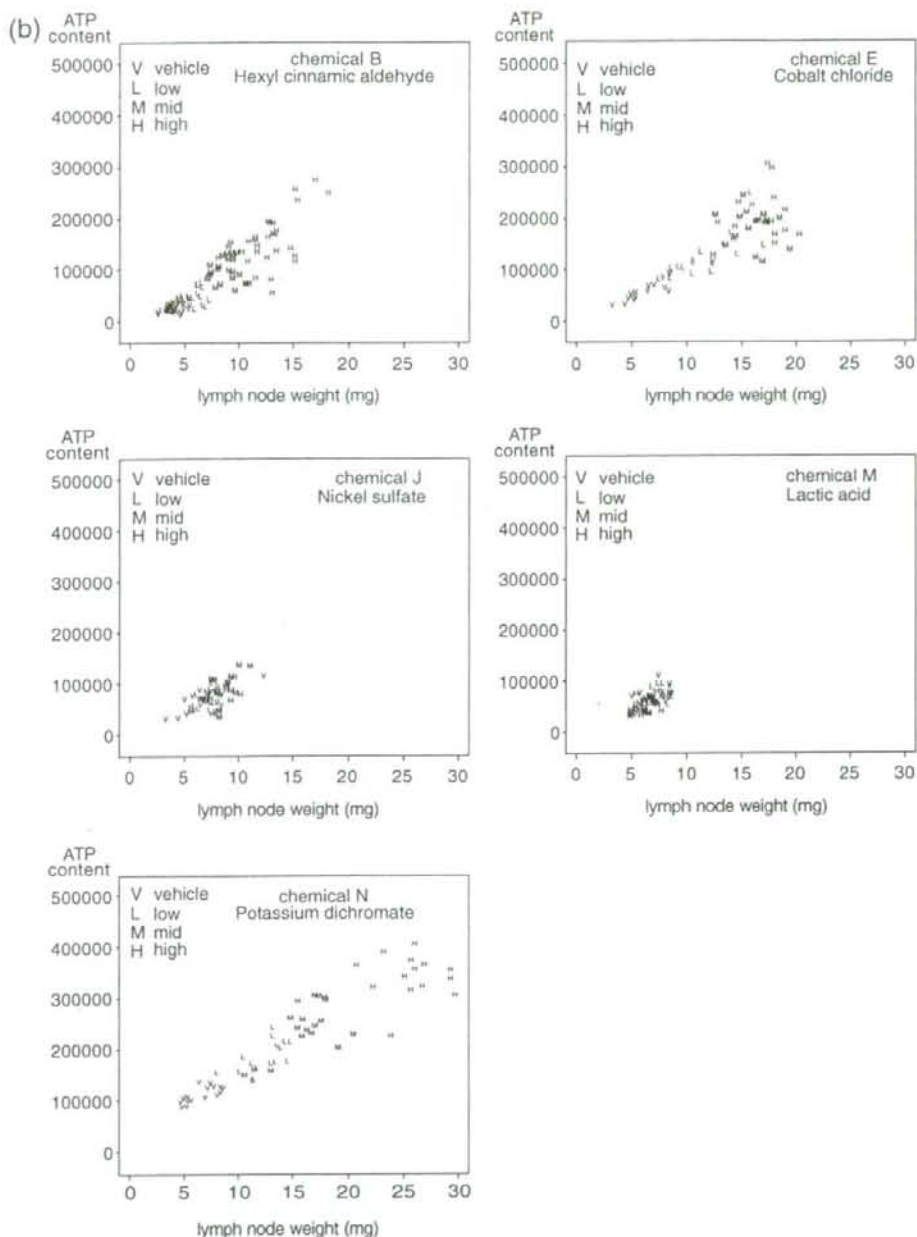 (b)
ATP
content
500000
400000
300000
200000
100000
0
V vehicle
L low
M mid
H high
chemical B
Hexyl cinnamic aldehyde
0 5 10 15 20 25 30
lymph node weight (mg)
ATP
content
500000
400000
300000
200000
100000
0
V vehicle
L low
M mid
H high
chemical E
Cobalt chloride
0 5 10 15 20 25 30
lymph node weight (mg)
ATP
content
500000
400000
300000
200000
100000
0
V vehicle
L low
M mid
H high
chemical J
Nickel sulfate
0 5 10 15 20 25 30
lymph node weight (mg)
ATP
content
500000
400000
300000
200000
100000
0
V vehicle
L low
M mid
H high
chemical M
Lactic acid
0 5 10 15 20 25 30
lymph node weight (mg)
ATP
content
500000
400000
300000
200000
100000
0
V vehicle
L low
M mid
H high
chemical N
Potassium dichromate
0 5 10 15 20 25 30
lymph node weight (mg)